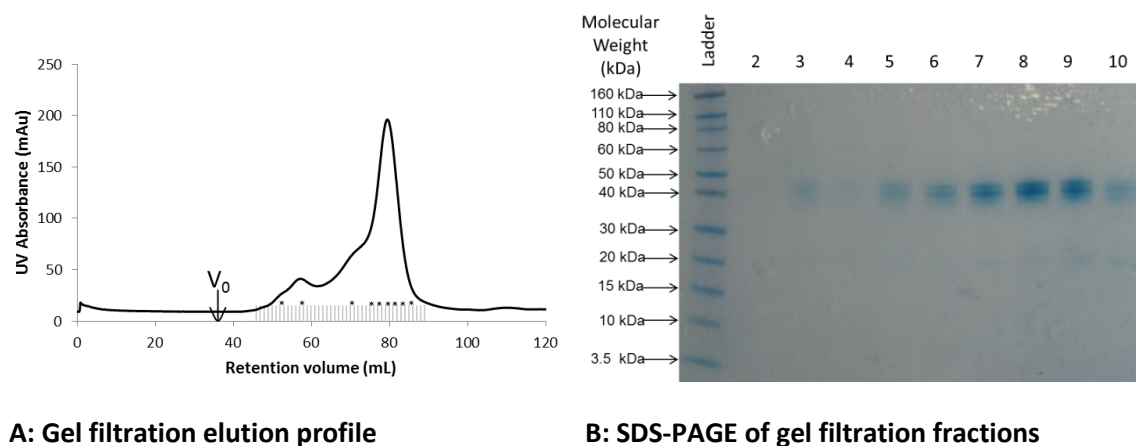 250
200
150
100
50
0
UV Absorbance (mAu)
V0
0 20 40 60 80 100 120
Retention volume (mL)
* * * * * * * * *
A: Gel filtration elution profile
Molecular
Weight
(kDa)
Ladder
2 3 4 5 6 7 8 9 10
160 kDa
110 kDa
80 kDa
60 kDa
50 kDa
40 kDa
30 kDa
20 kDa
15 kDa
10 kDa
3.5 kDa
B: SDS-PAGE of gel filtration fractions